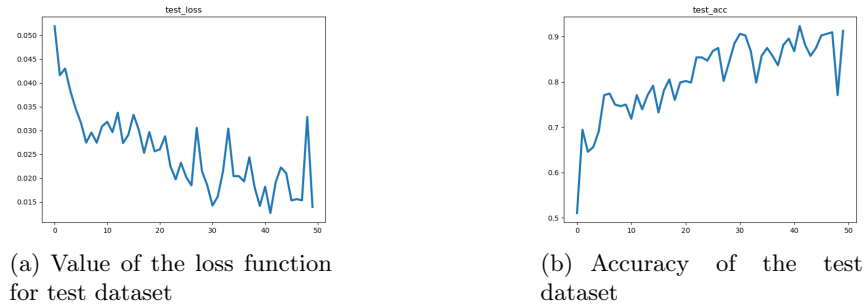 test_loss
0.050
0.045
0.040
0.035
0.030
0.025
0.020
0.015
0 10 20 30 40 50
(a) Value of the loss function
for test dataset
test_acc
0.9
0.8
0.7
0.6
0.5
0 10 20 30 40 50
(b) Accuracy of the test
dataset